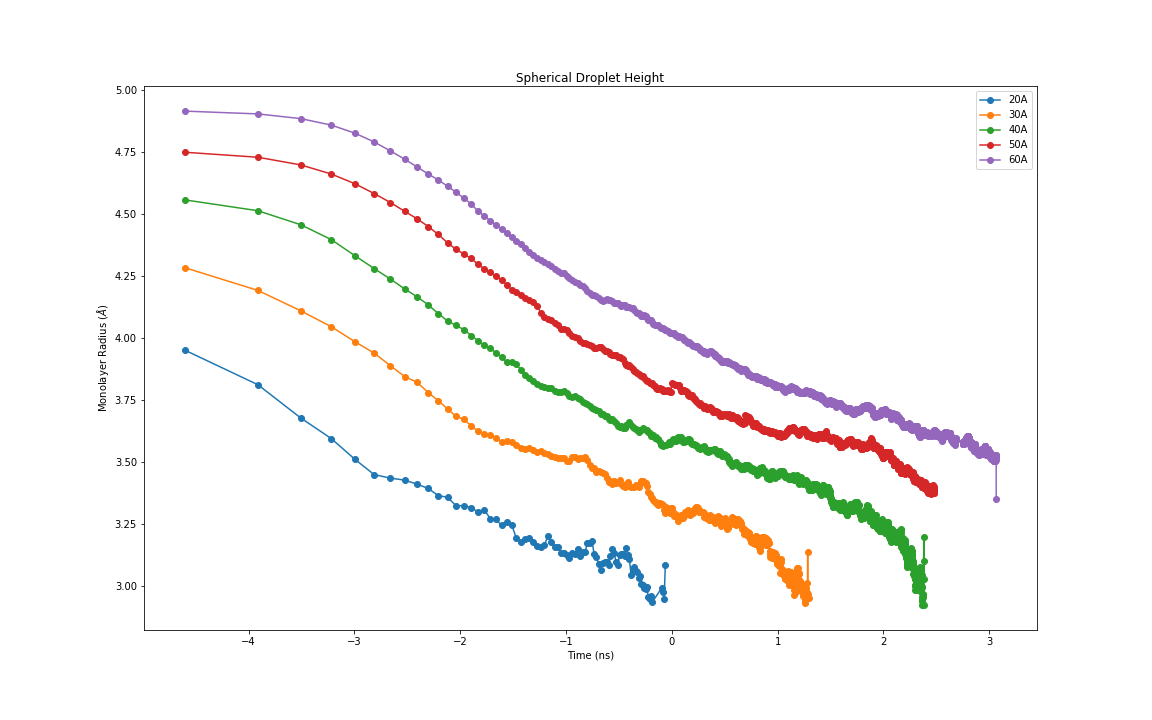 Spherical Droplet Height
5.00
4.75
4.50
4.25
4.00
3.75
3.50
3.25
3.00
Monolayer Radius (Å)
20A
30A
40A
50A
60A
−4
−3
−2
−1
0
1
2
3
Time (ns)